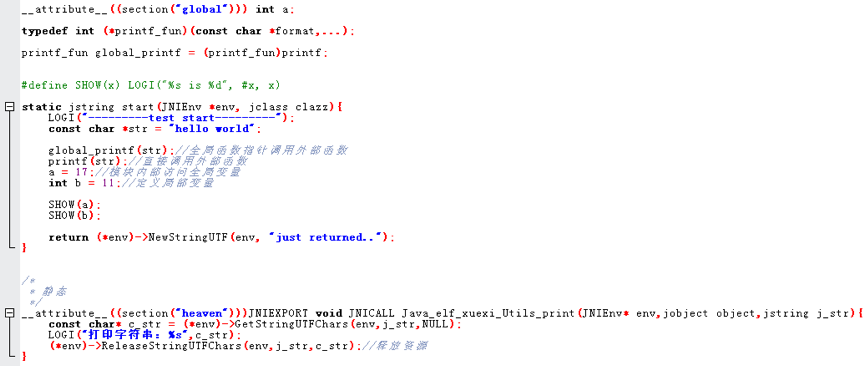 __attribute__((section("global"))) int a;
typedef int (*printf_fun)(const char *format,...);
printf_fun global_printf = (printf_fun)printf;
#define SHOW(x) LOGI("%s is %d", #x, x)
static jstring start(JNIEnv *env, jclass clazz){
LOGI("---------test start---------");
const char *str = "hello world";
global_printf(str);//全局函数指针调用外部函数
printf(str);//直接调用外部函数
a = 17;//模块内部访问全局变量
int b = 11;//定义局部变量
SHOW(a);
SHOW(b);
return (*env)->NewStringUTF(env, "just returned..");
}
/*
* 静态
*/
__attribute__((section("heaven")))JNIEXPORT void JNICALL Java_elf_xuexi_Utils_print(JNIEnv* env,jobject object,jstring j_str){
const char* c_str = (*env)->GetStringUTFChars(env,j_str,NULL);
LOGI("打印字符串: %s",c_str);
(*env)->ReleaseStringUTFChars(env,j_str,c_str);//释放资源
}